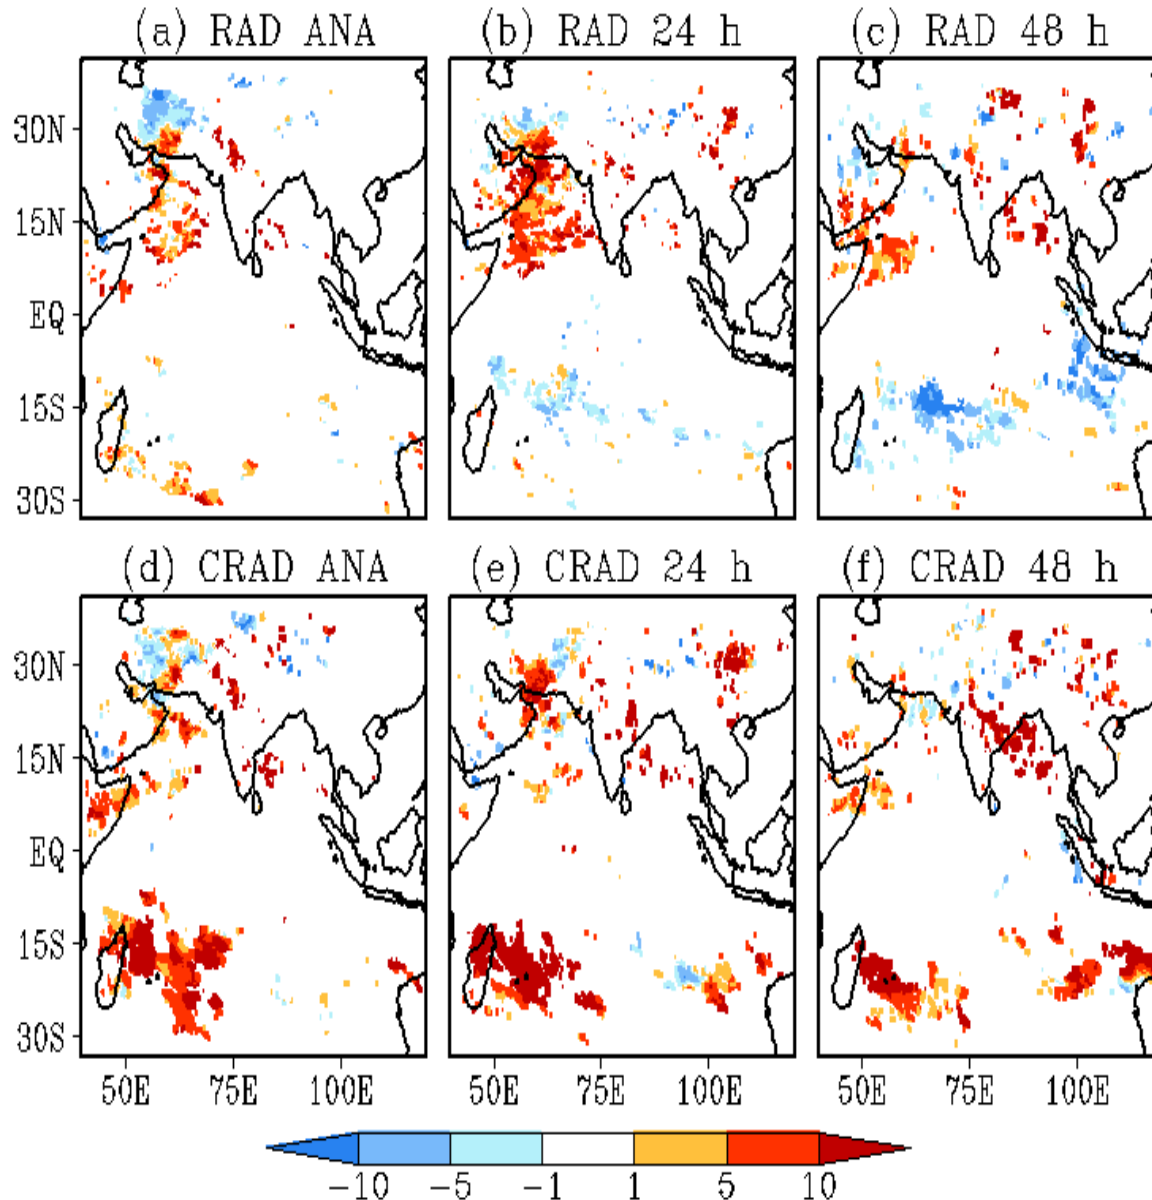 (a) RAD ANA (b) RAD 24 h (c) RAD 48 h
30N
15N
EQ
15S
30S
(d) CRAD ANA (e) CRAD 24 h (f) CRAD 48 h
30N
15N
EQ
15S
30S
50E 75E 100E 50E 75E 100E 50E 75E 100E
−10 −5 −1 1 5 10